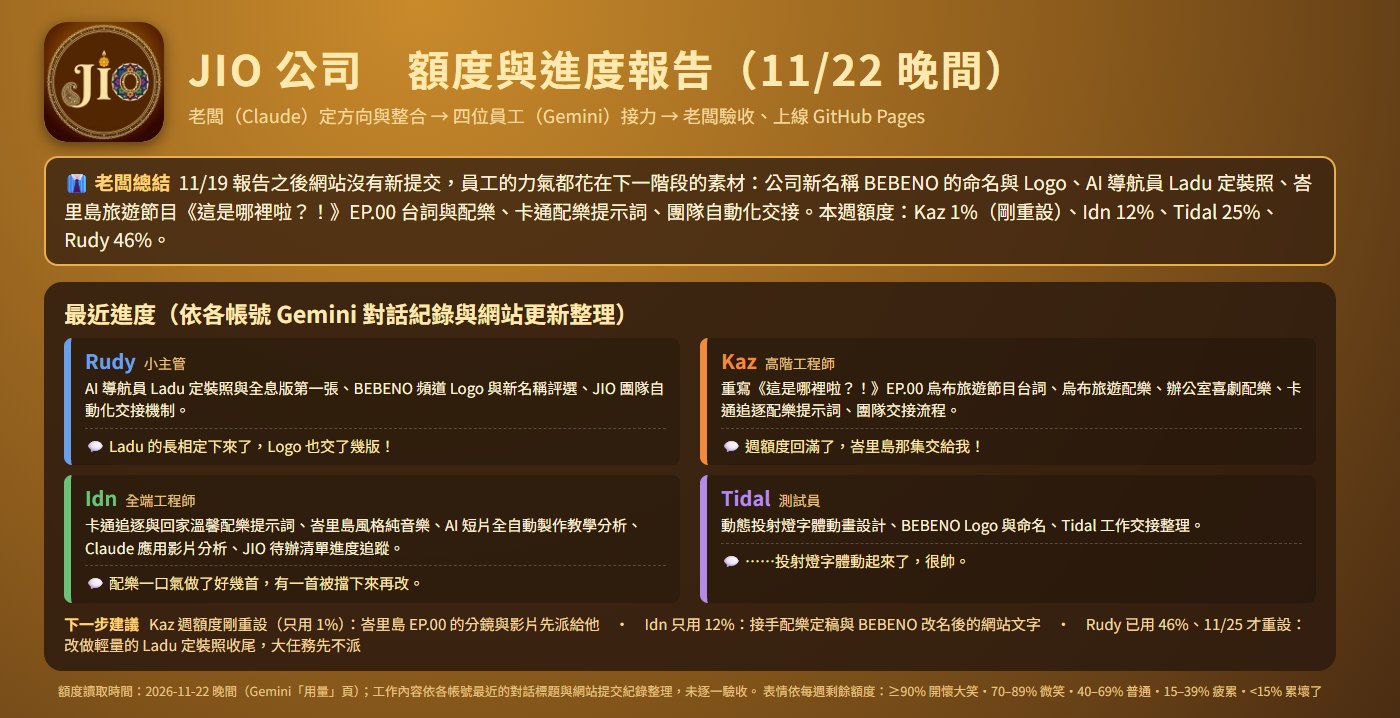 JIO
JIO 公司 額度與進度報告（11/22 晚間）
老闆（Claude）定方向與整合 → 四位員工（Gemini）接力 → 老闆驗收、上線 GitHub Pages
老闆總結 11/19 報告之後網站沒有新提交，員工的力氣都花在下一階段的素材：公司新名稱 BEBENO 的命名與 Logo、AI 導航員 Ladu 定裝照、峇
里島旅遊節目《這是哪裡啦？！》EP.00 台詞與配樂、卡通配樂提示詞、團隊自動化交接。本週額度：Kaz 1%（剛重設）、Idn 12%、Tidal 25%、
Rudy 46%。
最近進度（依各帳號 Gemini 對話紀錄與網站更新整理）
Rudy 小主管
AI 導航員 Ladu 定裝照與全息版第一張、BEBENO 頻道 Logo 與新名稱評選、JIO 團隊自
動化交接機制。
Ladu 的長相定下來了，Logo 也交了幾版！
Kaz 高階工程師
重寫《這是哪裡啦？！》EP.00 烏布旅遊節目台詞、烏布旅遊配樂、辦公室喜劇配樂、卡
通追逐配樂提示詞、團隊交接流程。
週額度回滿了，峇里島那集交給我！
Idn 全端工程師
卡通追逐與回家溫馨配樂提示詞、峇里島風格純音樂、AI 短片全自動製作教學分析、
Claude 應用影片分析、JIO 待辦清單進度追蹤。
配樂一口氣做了好幾首，有一首被擋下來再改。
Tidal 測試員
動態投射燈字體動畫設計、BEBENO Logo 與命名、Tidal 工作交接整理。
⋯⋯投射燈字體動起來了，很帥。
下一步建議 Kaz 週額度剛重設（只用 1%）：峇里島 EP.00 的分鏡與影片先派給他 ・ Idn 只用 12%：接手配樂定稿與 BEBENO 改名後的網站文字 ・ Rudy 已用 46%、11/25 才重設：
改做輕量的 Ladu 定裝照收尾，大任務先不派
額度讀取時間：2026-11-22 晚間（Gemini「用量」頁）；工作內容依各帳號最近的對話標題與網站提交紀錄整理，未逐一驗收。 表情依每週剩餘額度：≥90% 開懷大笑・70–89% 微笑・40–69% 普通・15–39% 疲累・<15% 累壞了